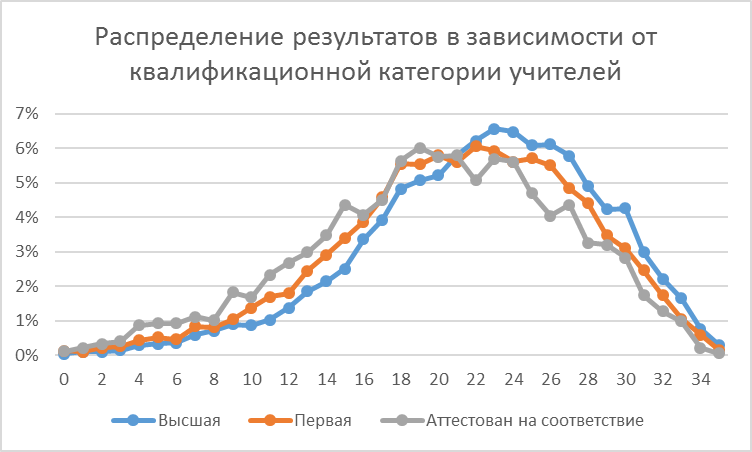 Распределение результатов в зависимости от
квалификационной категории учителей
7%
6%
5%
4%
3%
2%
1%
0%
0 2 4 6 8 10 12 14 16 18 20 22 24 26 28 30 32 34
Высшая Первая Аттестован на соответствие